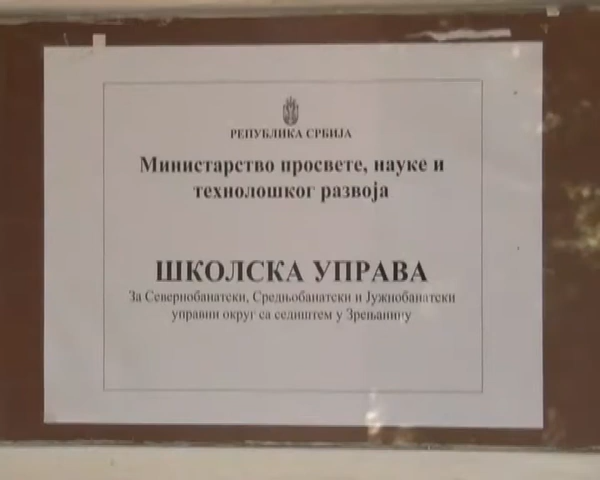 РЕПУБЛИКА СРБИЈА
Министарство просвете, науке и
технолошког развоја
ШКОЛСКА УПРАВА
За Севернобанатски, Средњобанатски и Јужнобанатски
управни округ са седиштем у Зрењанину